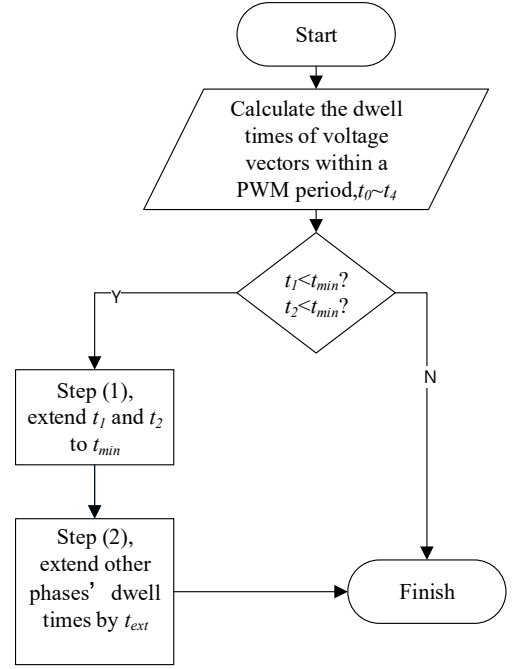 Start
Calculate the dwell
times of voltage
vectors within a
PWM period,t0~t4
t1<tmin?
t2<tmin?
Y
N
Step (1),
extend t1 and t2
to tmin
Step (2),
extend other
phases’ dwell
times by text
Finish